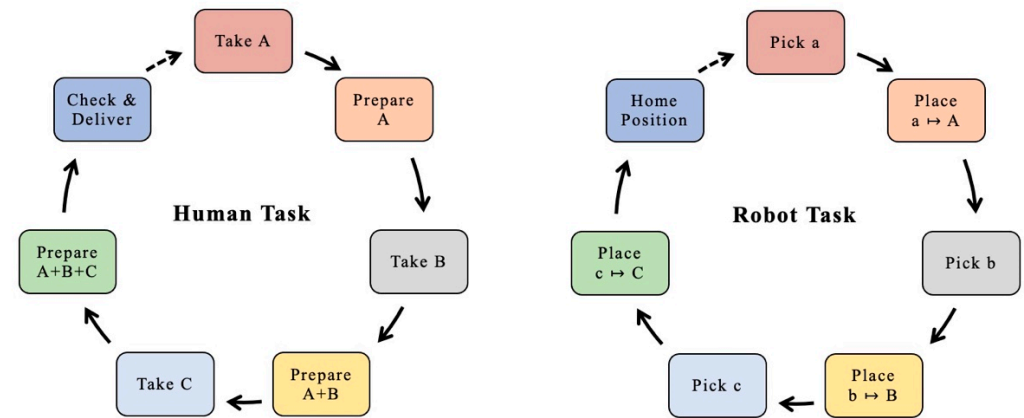 Take A
Prepare
A
Take B
Prepare
A+B
Take C
Prepare
A+B+C
Check &
Deliver
Human Task
Pick a
Place
a ↦ A
Pick b
Place
b ↦ B
Pick c
Place
c ↦ C
Home
Position
Robot Task